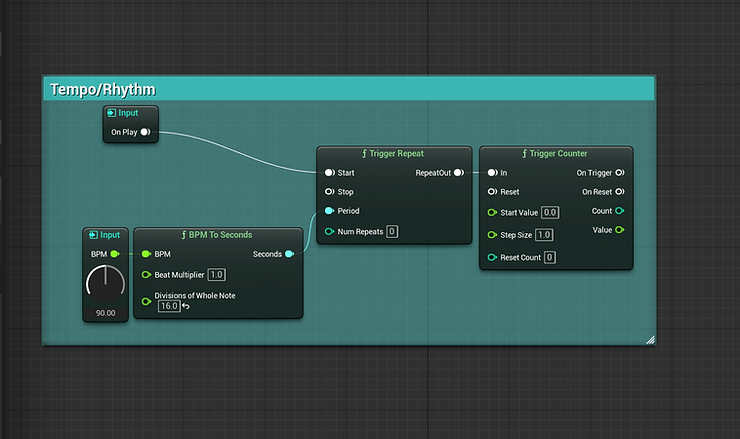 Tempo/Rhythm
Input
On Play
Trigger Repeat
Start
RepeatOut
Stop
Period
Num Repeats 0
Trigger Counter
In
On Trigger
Reset
On Reset
Start Value 0.0
Count
Step Size 1.0
Value
Reset Count 0
Input
BPM
90.00
BPM To Seconds
BPM
Seconds
Beat Multiplier 1.0
Divisions of Whole Note
16.0